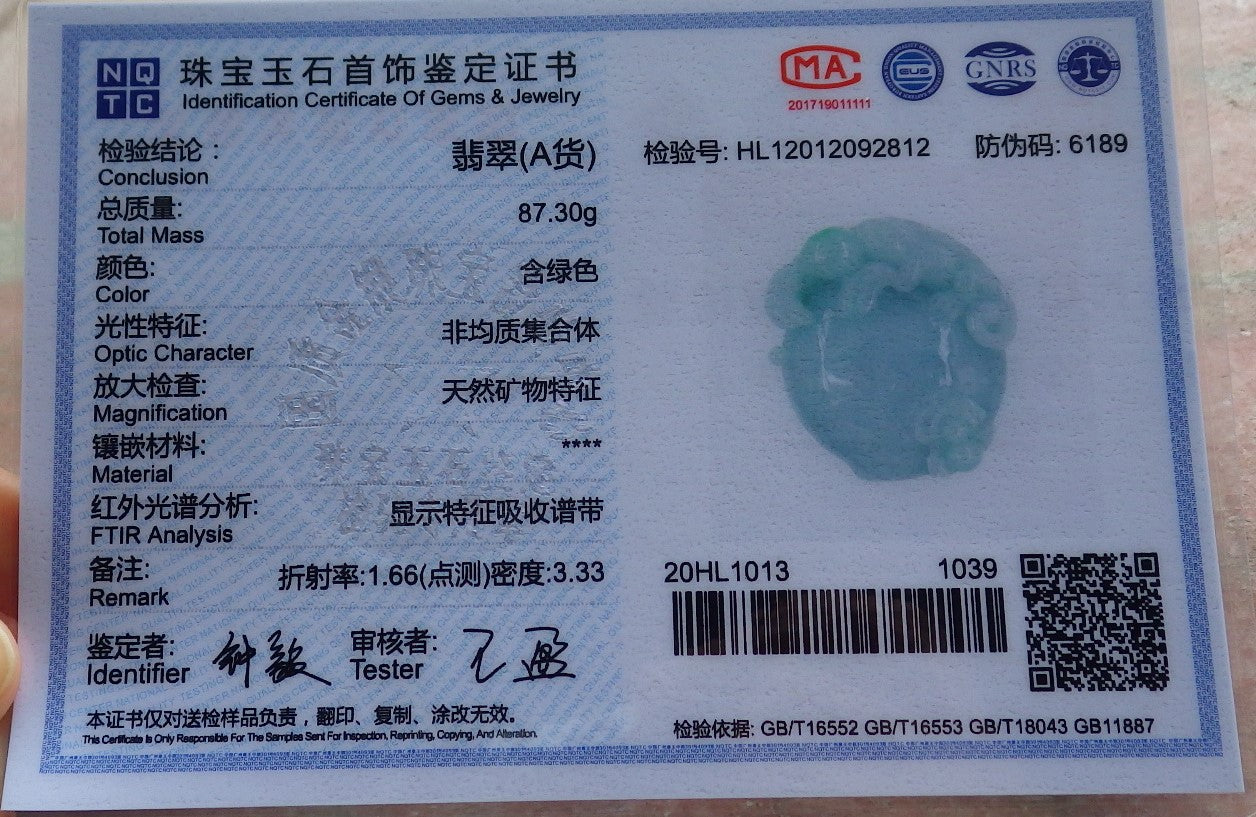 NQTC
珠宝玉石首饰鉴定证书
Identification Certificate Of Gems & Jewelry
MA
201719011111
GNRS
检验结论：
翡翠(A货)
Conclusion
检验号: HL12012092812
防伪码: 6189
总质量:
87.30g
Total Mass
颜色:
含绿色
Color
光性特征:
非均质集合体
Optic Character
放大检查:
天然矿物特征
Magnification
镶嵌材料:
****
Material
红外光谱分析:
显示特征吸收谱带
FTIR Analysis
备注:
折射率:1.66(点测)密度:3.33
Remark
20HL1013
1039
鉴定者:
Identifier
审核者:
Tester
本证书仅对送检样品负责，翻印、复制、涂改无效。
This Certificate Is Only Responsible For The Samples Sent For Inspection, Reprinting, Copying, And Alteration.
检验依据: GB/T16552 GB/T16553 GB/T18043 GB11887